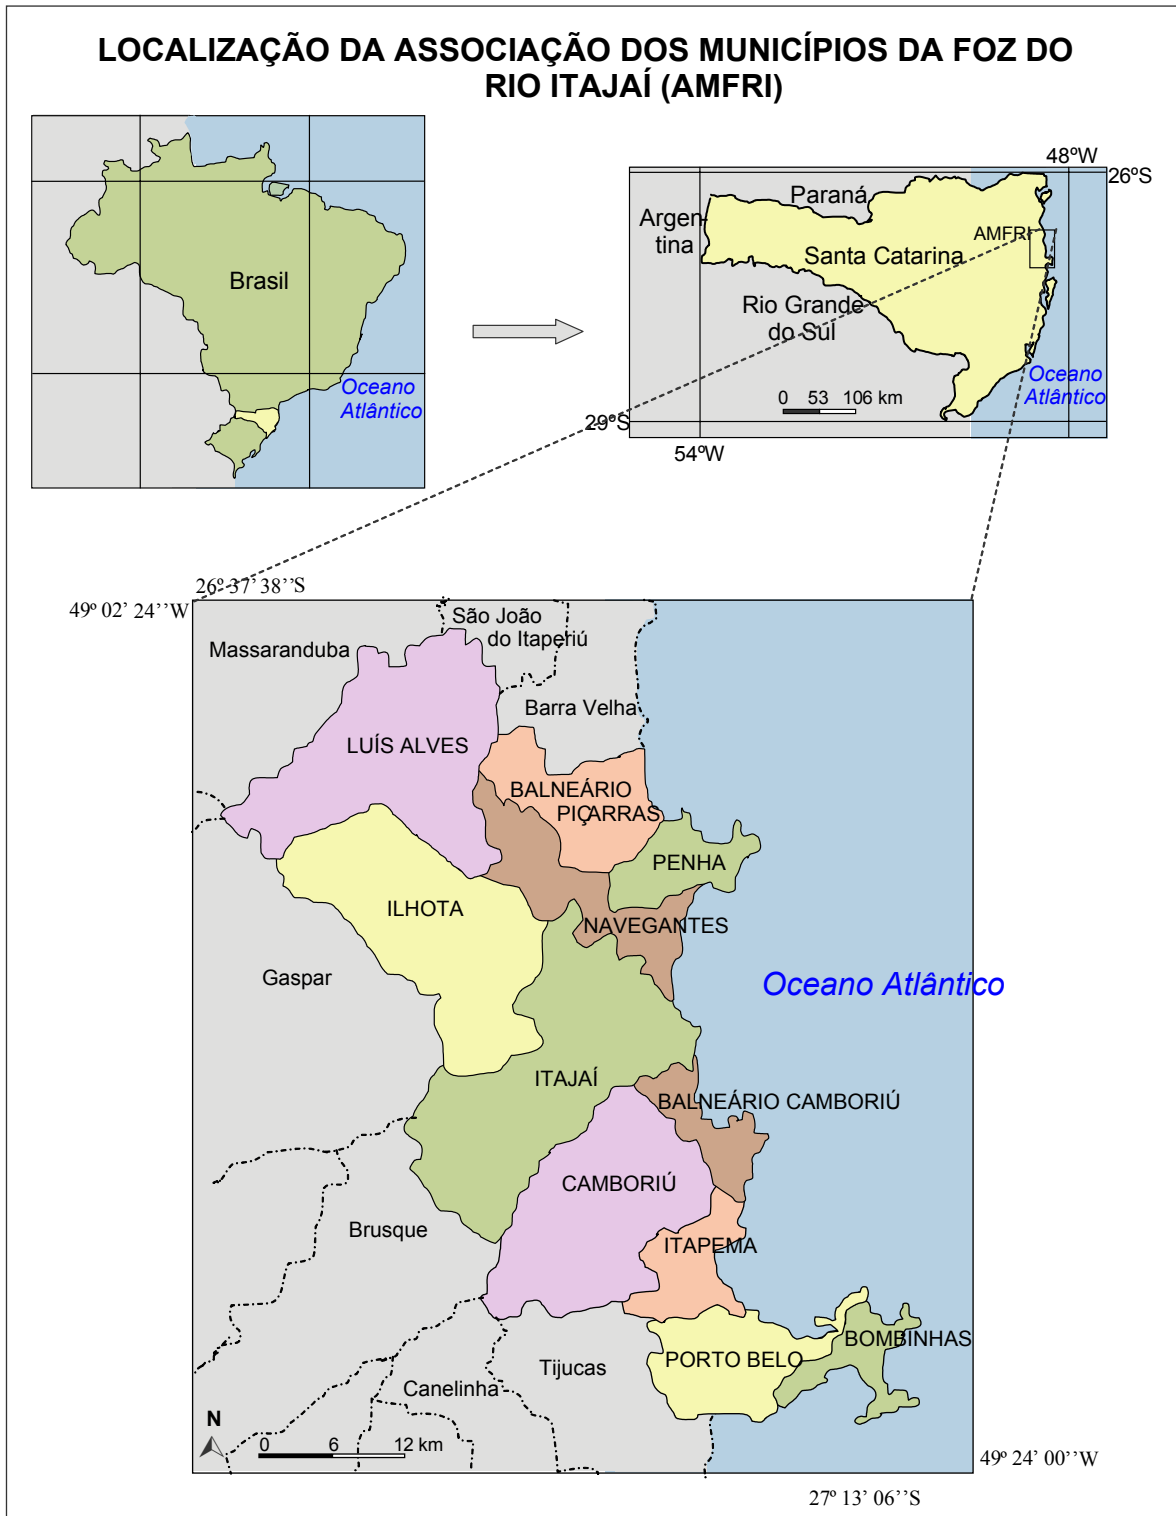 LOCALIZAÇÃO DA ASSOCIAÇÃO DOS MUNICÍPIOS DA FOZ DO
RIO ITAJAÍ (AMFRI)
Brasil
Oceano
Atlântico
48ºW
26ºS
Paraná
Argen-
tina
AMFRI
Santa Catarina
Rio Grande
do Sul
Oceano
Atlântico
0 53 106 km
29ºS
54ºW
26º 37' 38''S
49º 02' 24''W
São João
do Itaperiú
Massaranduba
Barra Velha
LUÍS ALVES
BALNEÁRIO
PIÇARRAS
PENHA
ILHOTA
NAVEGANTES
Gaspar
Oceano Atlântico
ITAJAÍ
BALNEÁRIO CAMBORIÚ
CAMBORIÚ
Brusque
ITAPEMA
BOMBINHAS
PORTO BELO
Tijucas
Canelinha
N
0 6 12 km
49º 24' 00''W
27º 13' 06''S